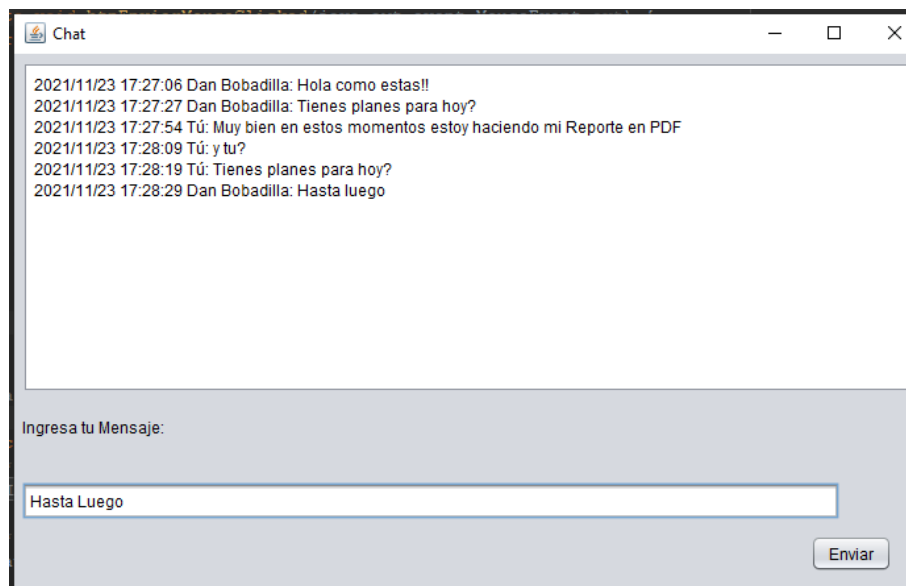 Chat
2021/11/23 17:27:06 Dan Bobadilla: Hola como estas!!
2021/11/23 17:27:27 Dan Bobadilla: Tienes planes para hoy?
2021/11/23 17:27:54 Tú: Muy bien en estos momentos estoy haciendo mi Reporte en PDF
2021/11/23 17:28:09 Tú: y tu?
2021/11/23 17:28:19 Tú: Tienes planes para hoy?
2021/11/23 17:28:29 Dan Bobadilla: Hasta luego
Ingresa tu Mensaje:
Hasta Luego
Enviar